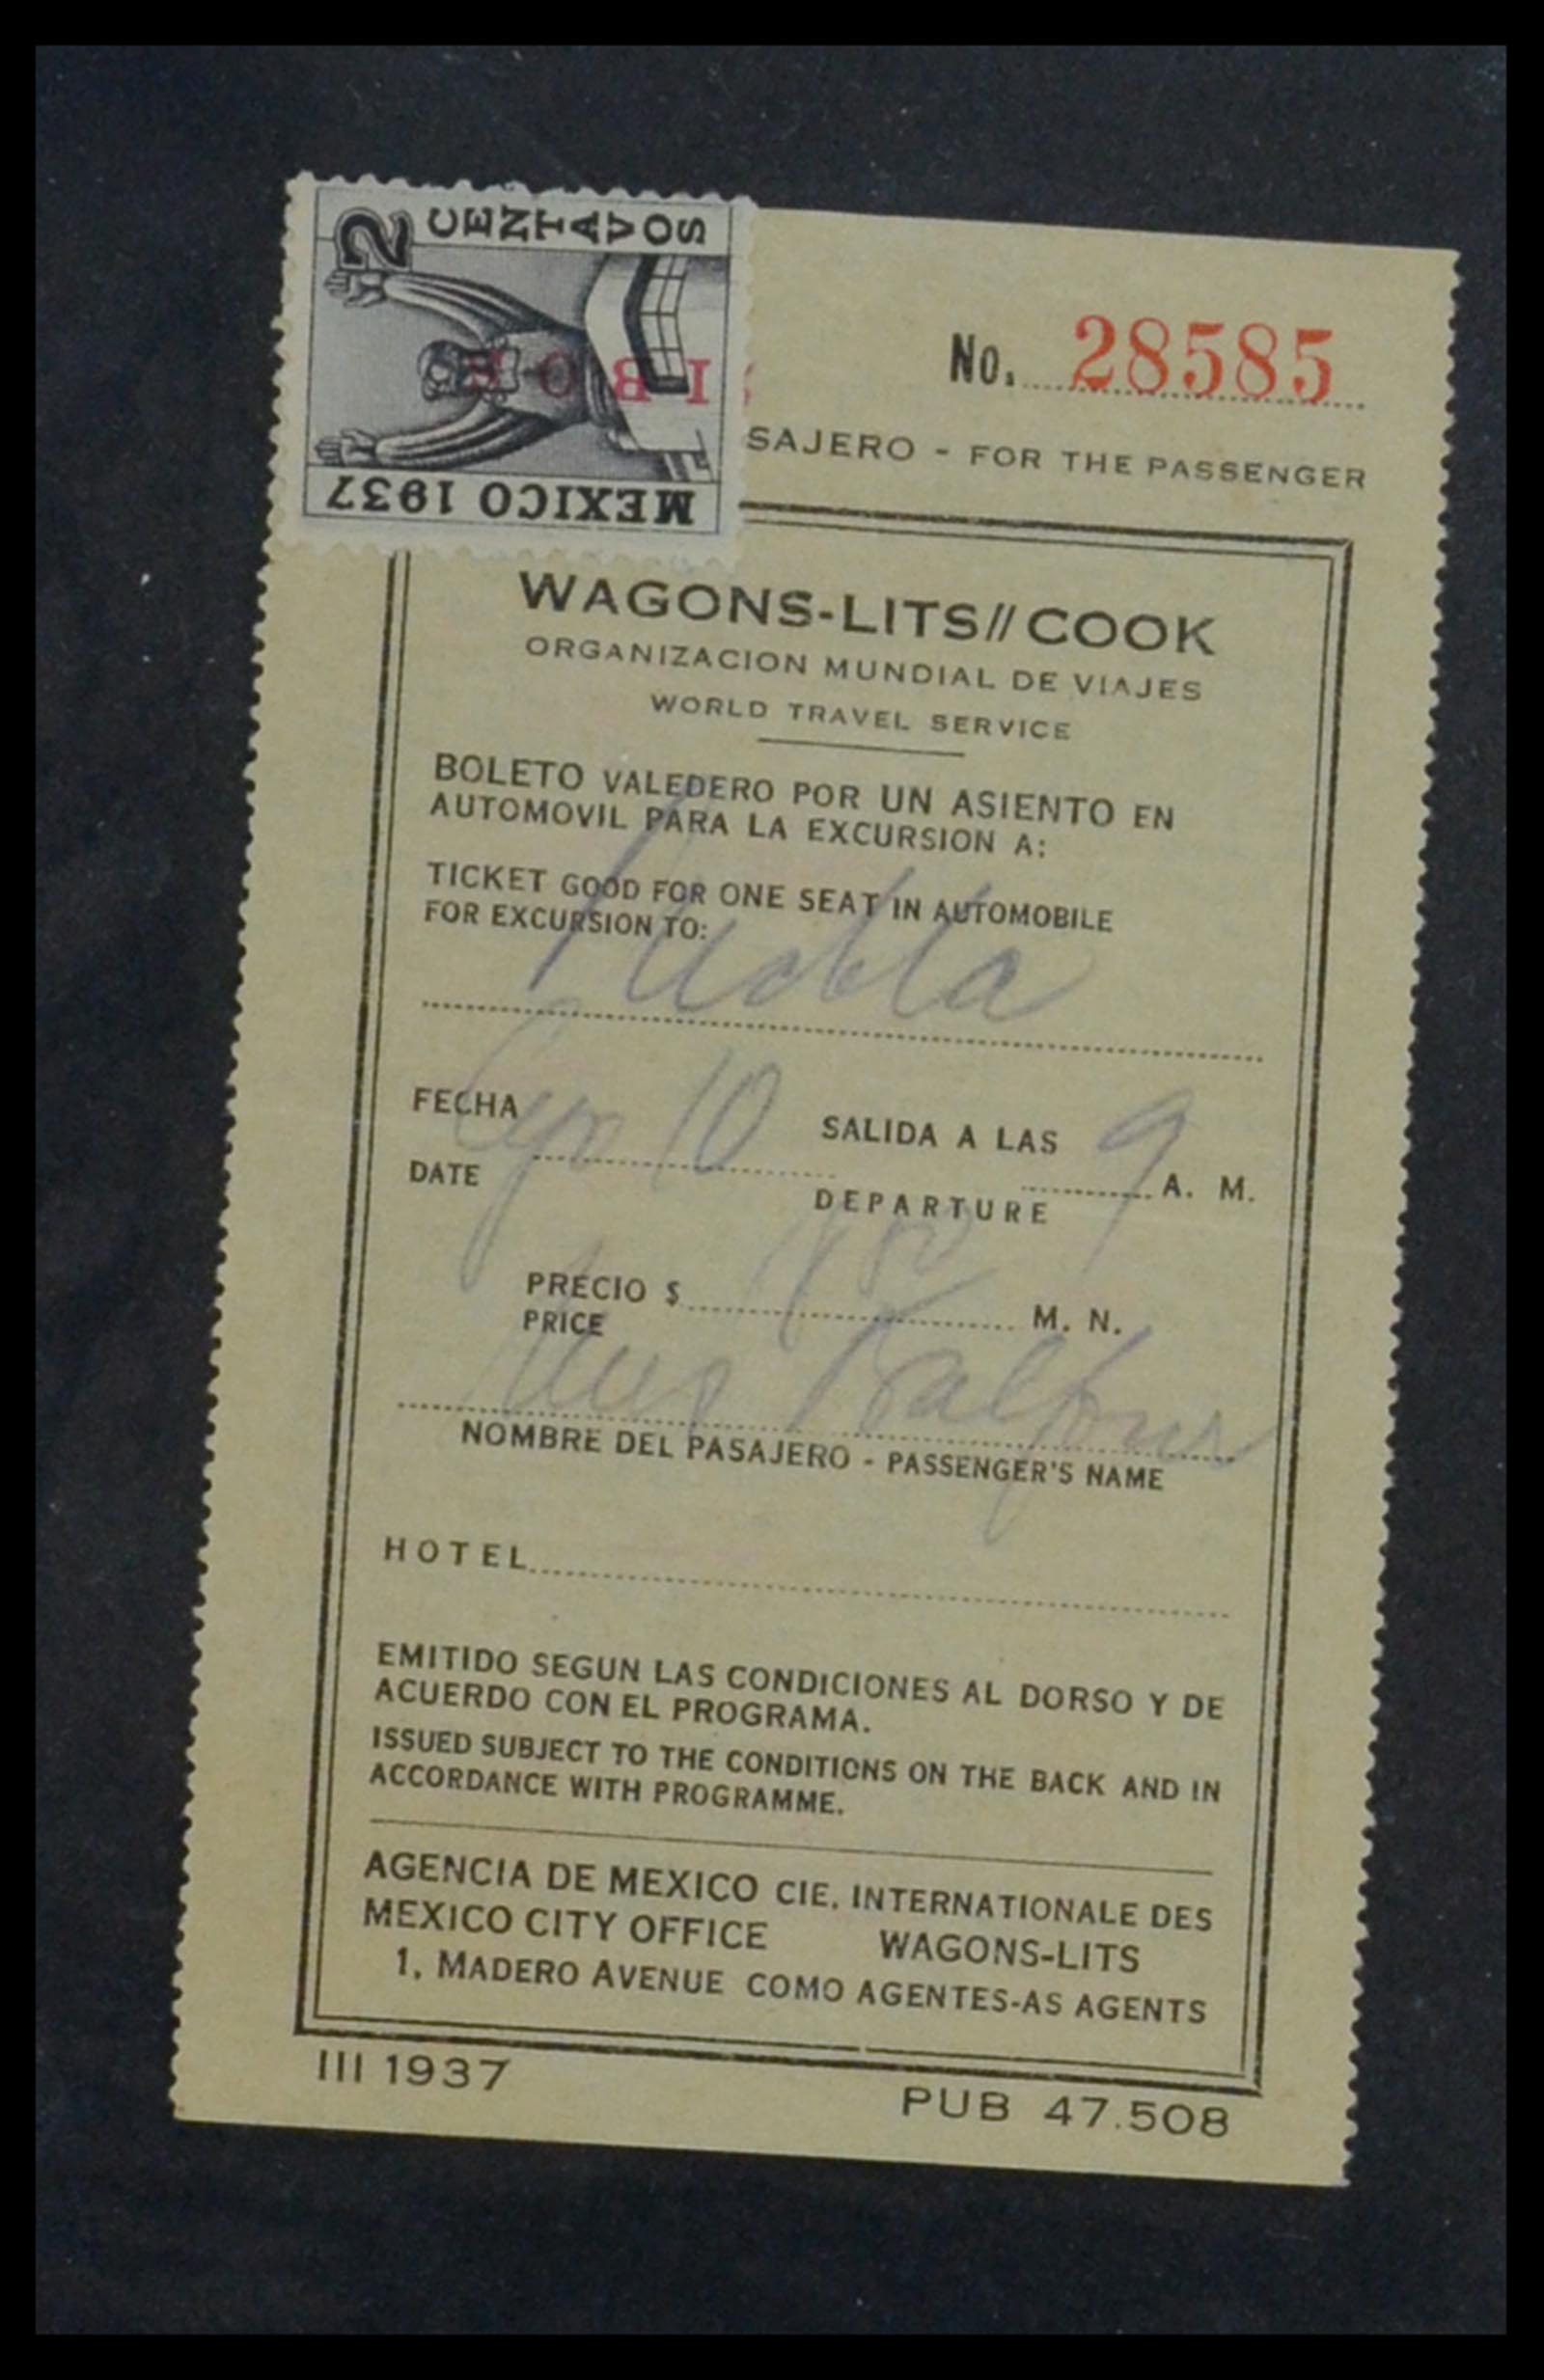 2 CENTAVOS
MEXICO 1937
No. 28585
SAJERO - FOR THE PASSENGER
WAGONS-LITS//COOK
ORGANIZACION MUNDIAL DE VIAJES
WORLD TRAVEL SERVICE
BOLETO VALEDERO POR UN ASIENTO EN
AUTOMOVIL PARA LA EXCURSION A:
TICKET GOOD FOR ONE SEAT IN AUTOMOBILE
FOR EXCURSION TO:
Puebla
FECHA 10 SALIDA A LAS 9 A. M.
DATE DEPARTURE
PRECIO $ M. N.
PRICE
Balfour
NOMBRE DEL PASAJERO - PASSENGER'S NAME
HOTEL
EMITIDO SEGUN LAS CONDICIONES AL DORSO Y DE
ACUERDO CON EL PROGRAMA.
ISSUED SUBJECT TO THE CONDITIONS ON THE BACK AND IN
ACCORDANCE WITH PROGRAMME.
AGENCIA DE MEXICO CIE. INTERNATIONALE DES
MEXICO CITY OFFICE WAGONS-LITS
1, MADERO AVENUE COMO AGENTES-AS AGENTS
III 1937
PUB 47.508